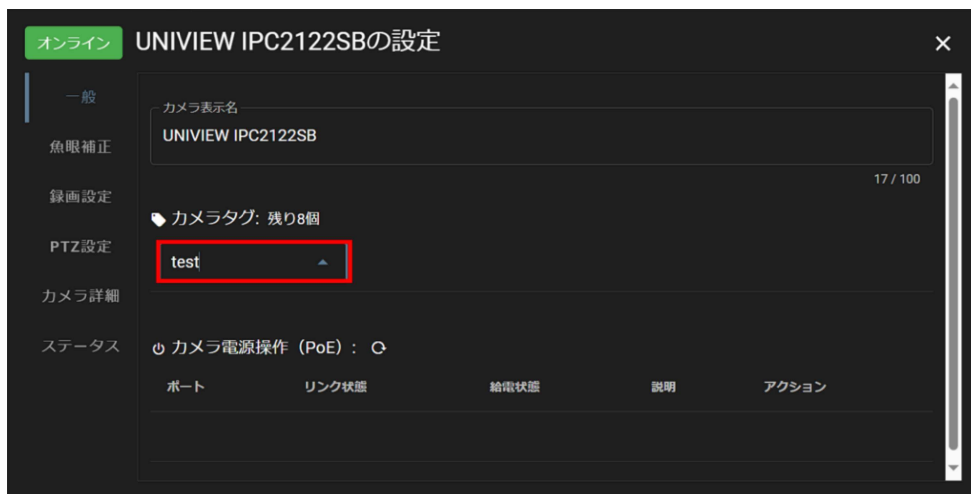 オンライン UNIVIEW IPC2122SBの設定
一般
カメラ表示名
UNIVIEW IPC2122SB
17 / 100
魚眼補正
録画設定
カメラタグ: 残り8個
test
PTZ設定
カメラ詳細
ステータス
カメラ電源操作（PoE）:
ポート リンク状態 給電状態 説明 アクション